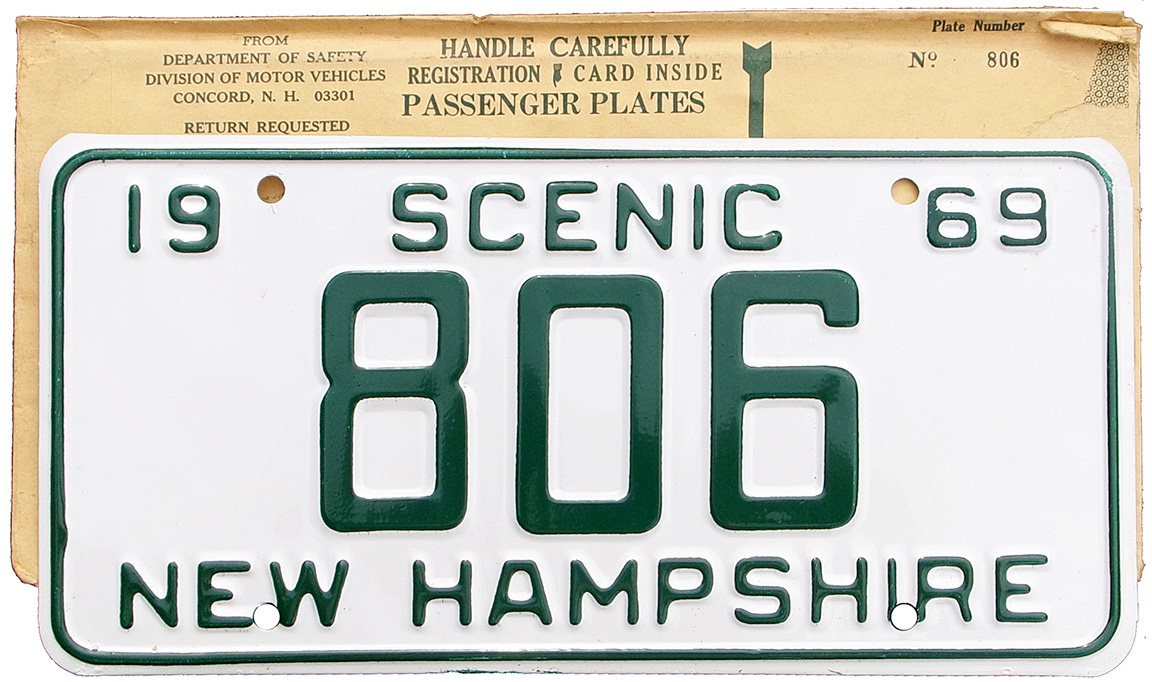 FROM
DEPARTMENT OF SAFETY
DIVISION OF MOTOR VEHICLES
CONCORD, N. H. 03301
RETURN REQUESTED
HANDLE CAREFULLY
REGISTRATION CARD INSIDE
PASSENGER PLATES
Plate Number
Nº 806
19 SCENIC 69
806
NEW HAMPSHIRE